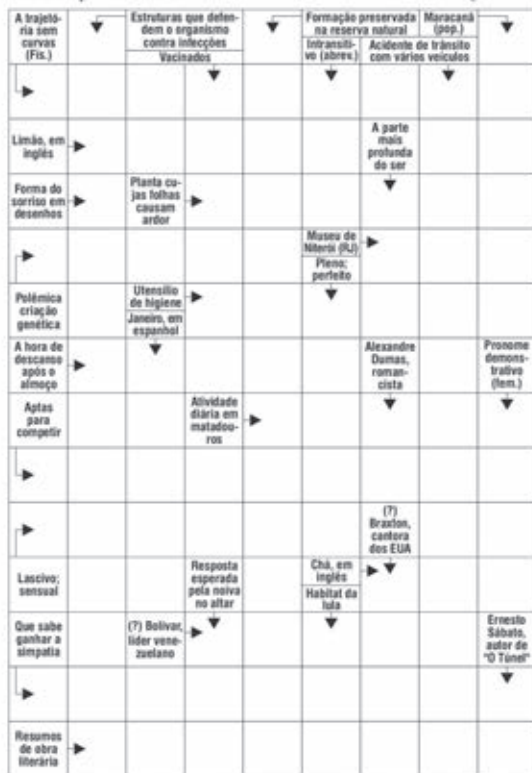 A trajetó-
ria sem
curvas
(Fís.)
Estruturas que defen-
dem o organismo
contra infecções
Vacinados
Formação preservada
na reserva natural
Intransiti-
vo (abrev.)
Maracanã
(pop.)
Acidente de trânsito
com vários veículos
Limão, em
inglês
A parte
mais
profunda
do ser
Forma do
sorriso em
desenhos
Planta cu-
jas folhas
causam
ardor
Museu de
Niterói (RJ)
Pleno;
perfeito
Polêmica
criação
genética
Utensílio
de higiene
Janeiro, em
espanhol
A hora de
descanso
após o
almoço
Alexandre
Dumas,
roman-
cista
Pronome
demons-
trativo
(fem.)
Aptas
para
competir
Atividade
diária em
matadou-
ros
(?)
Braxton,
cantora
dos EUA
Lascivo;
sensual
Resposta
esperada
pela noiva
no altar
Chá, em
inglês
Habitat da
lula
Que sabe
ganhar a
simpatia
(?) Bolívar,
líder vene-
zuelano
Ernesto
Sábato,
autor de
"O Túnel"
Resumos
de obra
literária